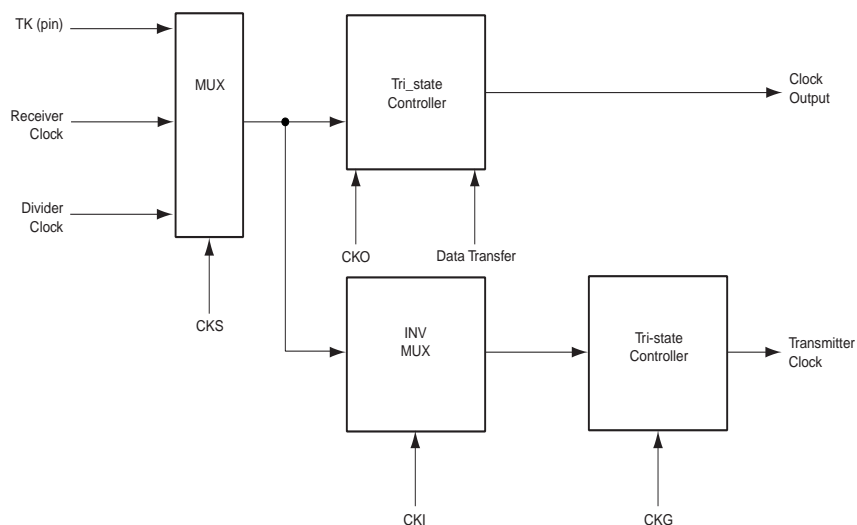 TK (pin)
MUX
Tri_state
Controller
Clock
Output
Receiver
Clock
Divider
Clock
CKO
Data Transfer
CKS
INV
MUX
Tri-state
Controller
Transmitter
Clock
CKI
CKG